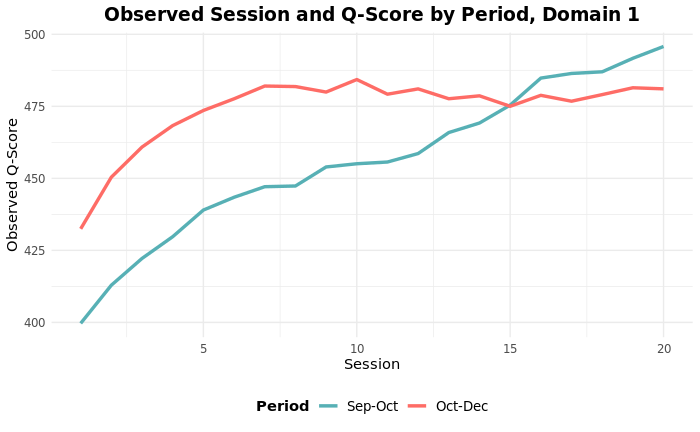 Observed Session and Q-Score by Period, Domain 1
Observed Q-Score
500
475
450
425
400
5 10 15 20
Session
Period Sep-Oct Oct-Dec